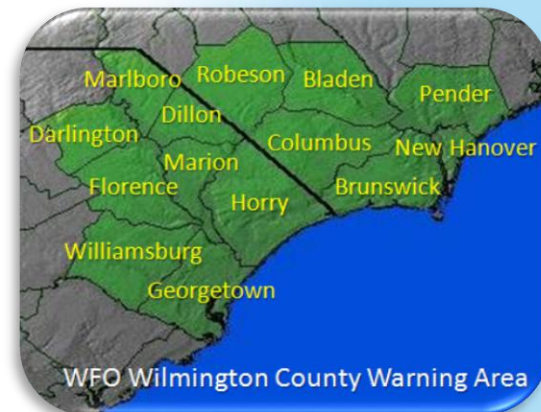 Marlboro
Robeson
Bladen
Pender
Dillon
Darlington
Columbus
New Hanover
Marion
Florence
Brunswick
Horry
Williamsburg
Georgetown
WFO Wilmington County Warning Area